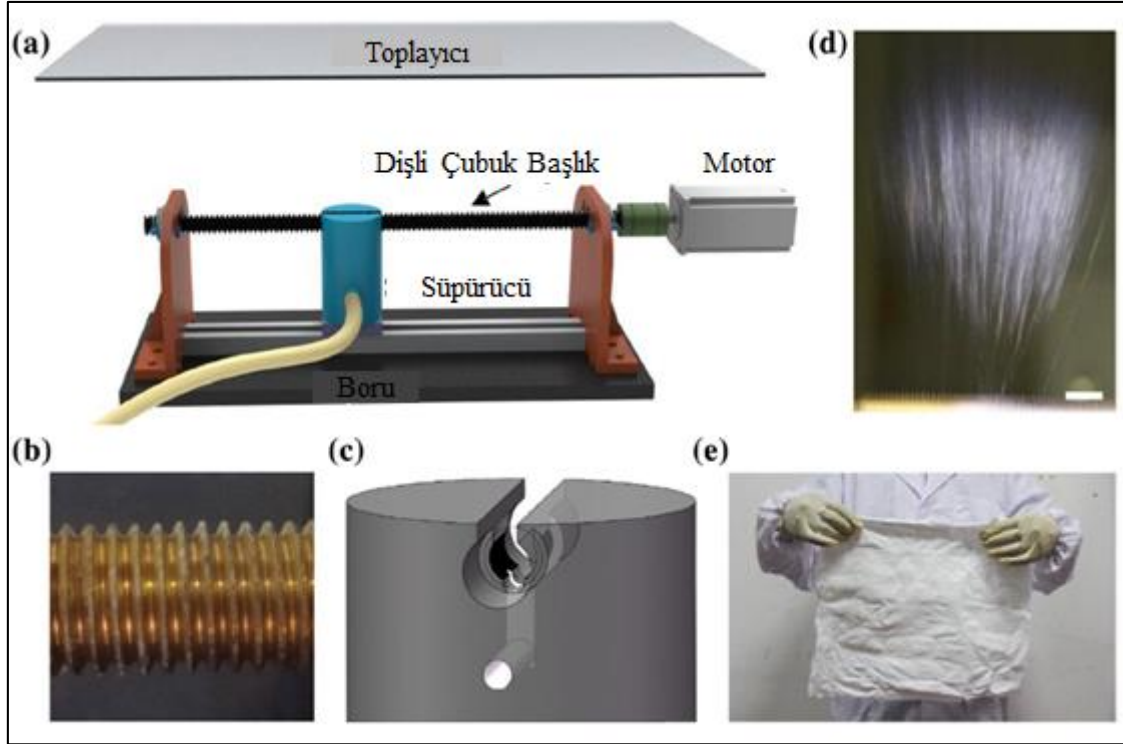 (a)
Toplayıcı
Dişli Çubuk Başlık
Motor
Süpürücü
Boru
(d)
(b)
(c)
(e)